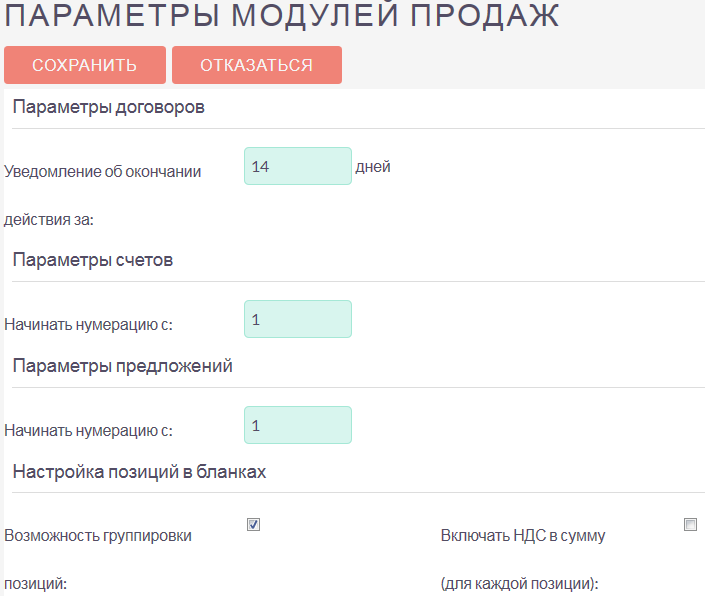 ПАРАМЕТРЫ МОДУЛЕЙ ПРОДАЖ
СОХРАНИТЬ ОТКАЗАТЬСЯ
Параметры договоров
Уведомление об окончании 14 дней
действия за:
Параметры счетов
Начинать нумерацию с: 1
Параметры предложений
Начинать нумерацию с: 1
Настройка позиций в бланках
Возможность группировки Включать НДС в сумму
позиций: (для каждой позиции):